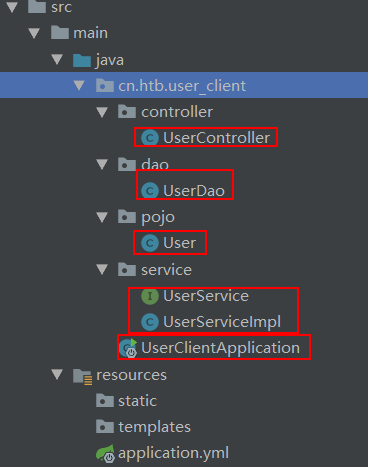 src
main
java
cn.htb.user_client
controller
C UserController
dao
C UserDao
pojo
C User
service
I UserService
C UserServiceImpl
UserClientApplication
resources
static
templates
application.yml